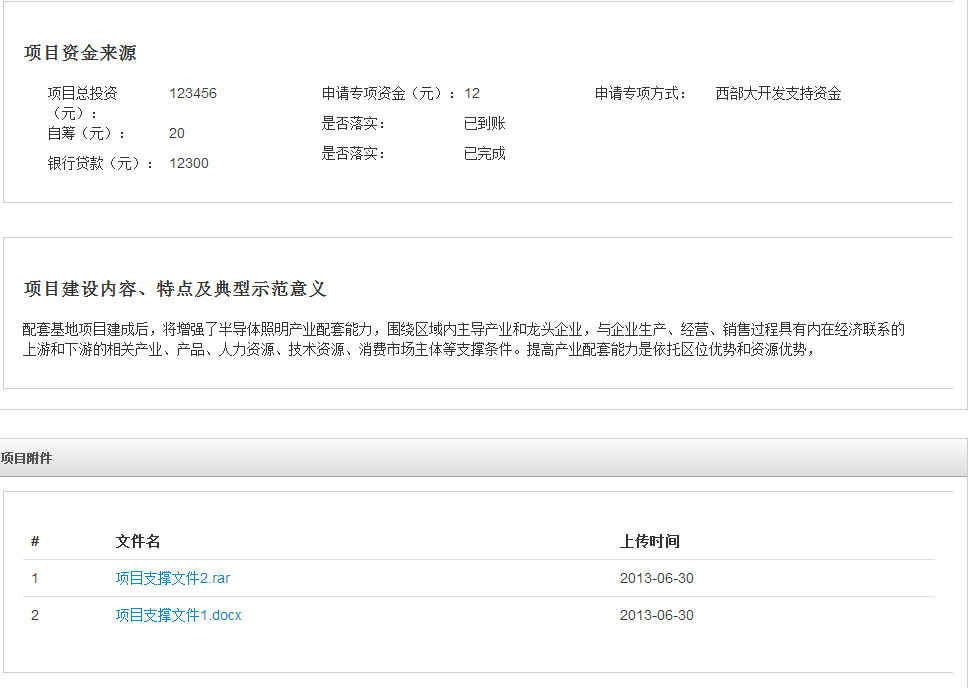 项目资金来源
项目总投资
（元）：
123456
申请专项资金（元）：
12
申请专项方式：
西部大开发支持资金
自筹（元）：
20
是否落实：
已到账
银行贷款（元）：
12300
是否落实：
已完成
项目建设内容、特点及典型示范意义
配套基地项目建成后，将增强了半导体照明产业配套能力，围绕区域内主导产业和龙头企业，与企业生产、经营、销售过程具有内在经济联系的
上游和下游的相关产业、产品、人力资源、技术资源、消费市场主体等支撑条件。提高产业配套能力是依托区位优势和资源优势，
项目附件
#
文件名
上传时间
1
项目支撑文件2.rar
2013-06-30
2
项目支撑文件1.docx
2013-06-30